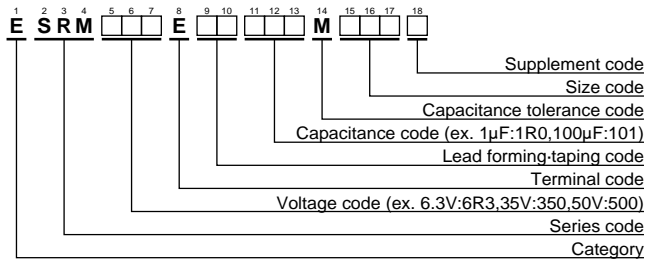 1 2 3 4 5 6 7 8 9 10 11 12 13 14 15 16 17 18
E S R M □ □ □ E □ □ □ □ □ M □ □ □ □
Supplement code
Size code
Capacitance tolerance code
Capacitance code (ex. 1μF:1R0,100μF:101)
Lead forming·taping code
Terminal code
Voltage code (ex. 6.3V:6R3,35V:350,50V:500)
Series code
Category